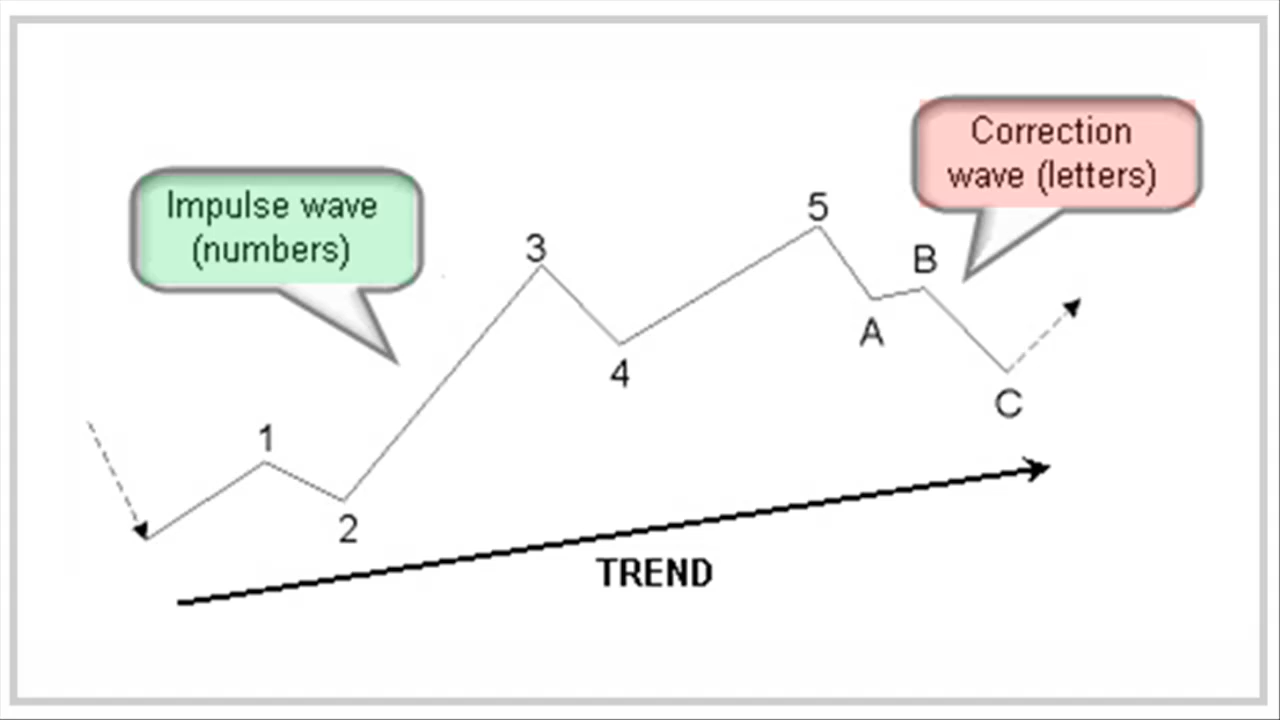 Correction
wave (letters)
Impulse wave
(numbers)
5
3
B
A
4
C
1
2
TREND